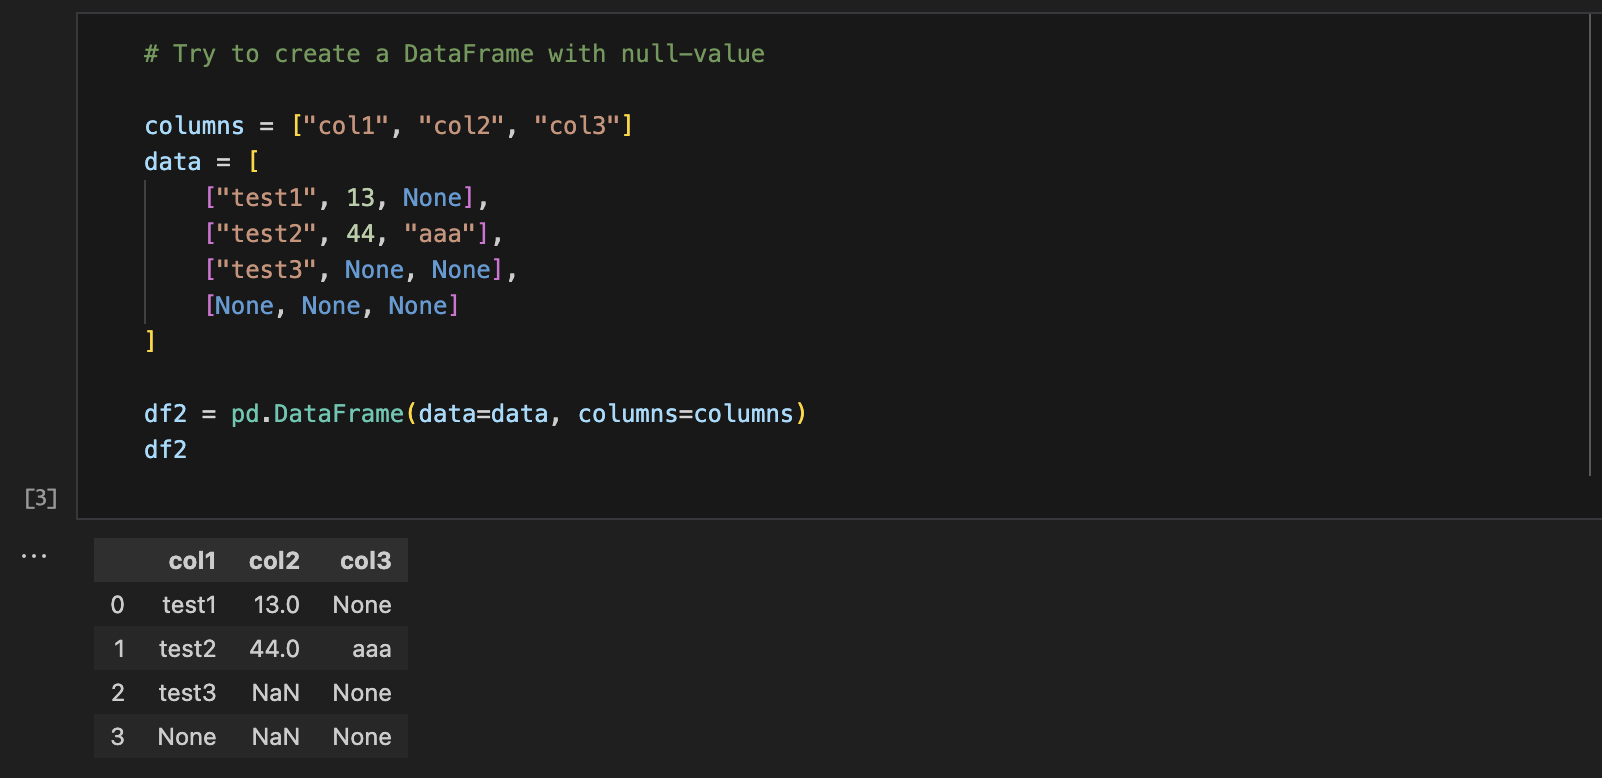 # Try to create a DataFrame with null-value
columns = ["col1", "col2", "col3"]
data = [
["test1", 13, None],
["test2", 44, "aaa"],
["test3", None, None],
[None, None, None]
]
df2 = pd.DataFrame(data=data, columns=columns)
df2
[3]
...
col1 col2 col3
0 test1 13.0 None
1 test2 44.0 aaa
2 test3 NaN None
3 None NaN None